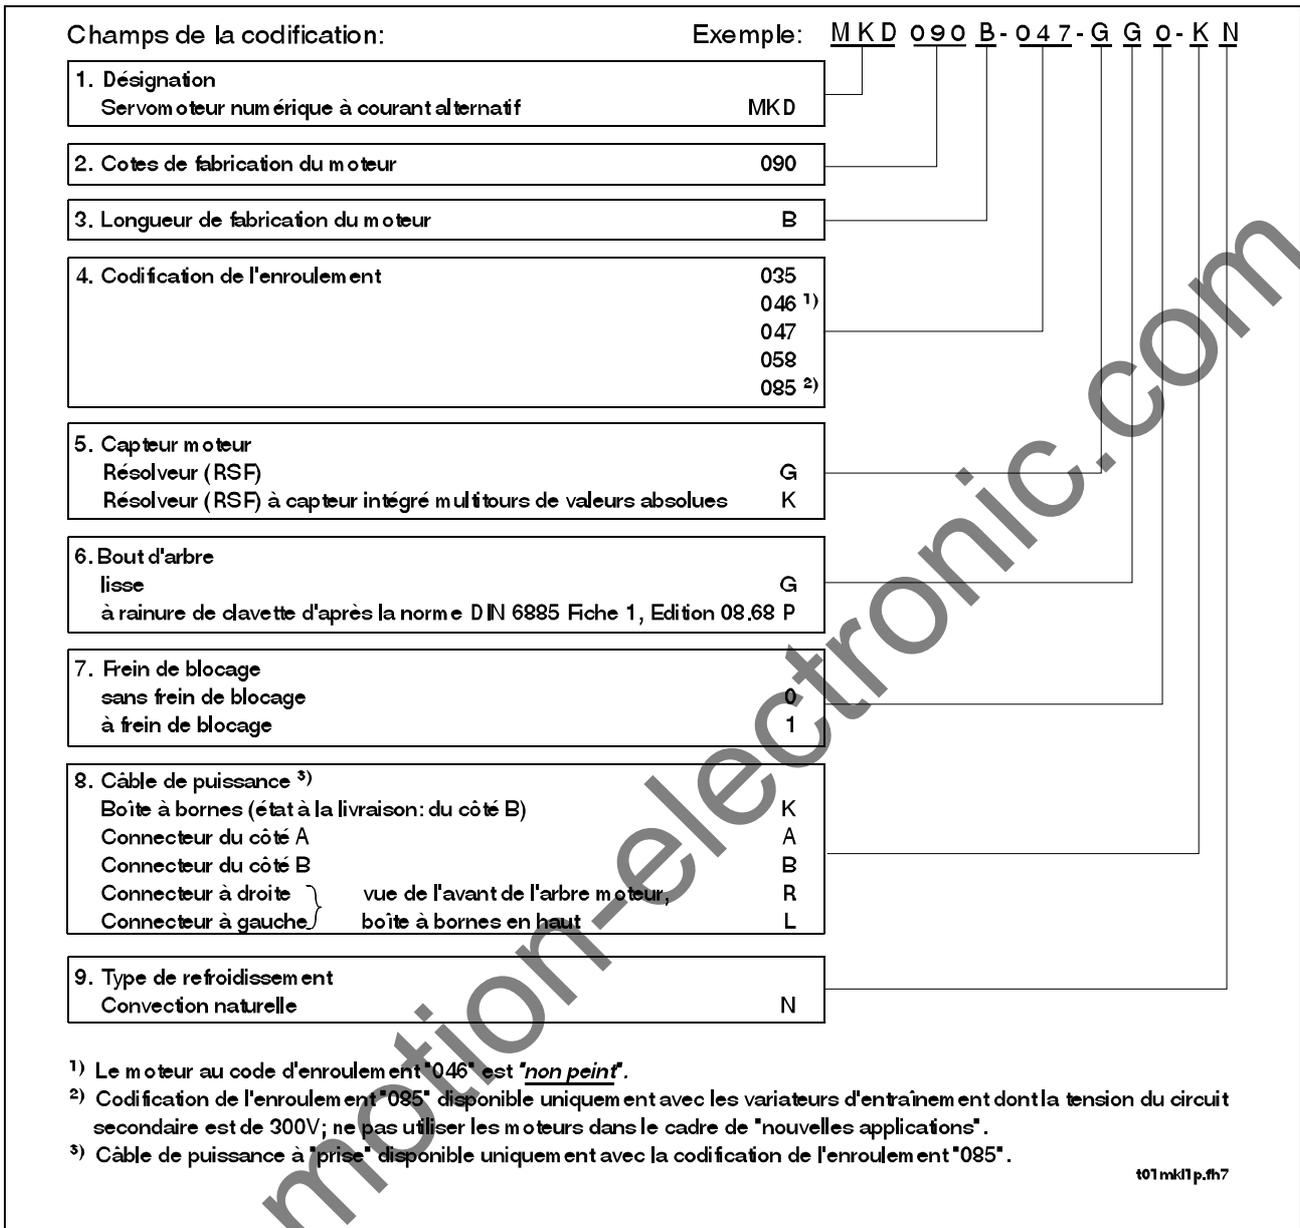 Champs de la codification: Exemple: MKD 090 B-047-G G 0-K N
1. Désignation
Servomoteur numérique à courant alternatif MKD
2. Cotes de fabrication du moteur 090
3. Longueur de fabrication du moteur B
4. Codification de l'enroulement 035
046 1)
047
058
085 2)
5. Capteur moteur
Résolveur (RSF) G
Résolveur (RSF) à capteur intégré multitours de valeurs absolues K
6. Bout d'arbre
lisse G
à rainure de clavette d'après la norme DIN 6885 Fiche 1, Edition 08.68 P
7. Frein de blocage
sans frein de blocage 0
à frein de blocage 1
8. Câble de puissance 3)
Boîte à bornes (état à la livraison: du côté B) K
Connecteur du côté A A
Connecteur du côté B B
Connecteur à droite vue de l'avant de l'arbre moteur, R
Connecteur à gauche boîte à bornes en haut L
9. Type de refroidissement
Convection naturelle N
1) Le moteur au code d'enroulement "046" est "non peint".
2) Codification de l'enroulement "085" disponible uniquement avec les variateurs d'entraînement dont la tension du circuit
secondaire est de 300V; ne pas utiliser les moteurs dans le cadre de "nouvelles applications".
3) Câble de puissance à "prise" disponible uniquement avec la codification de l'enroulement "085".
t01mkl1p.fh7
motion-electronic.com